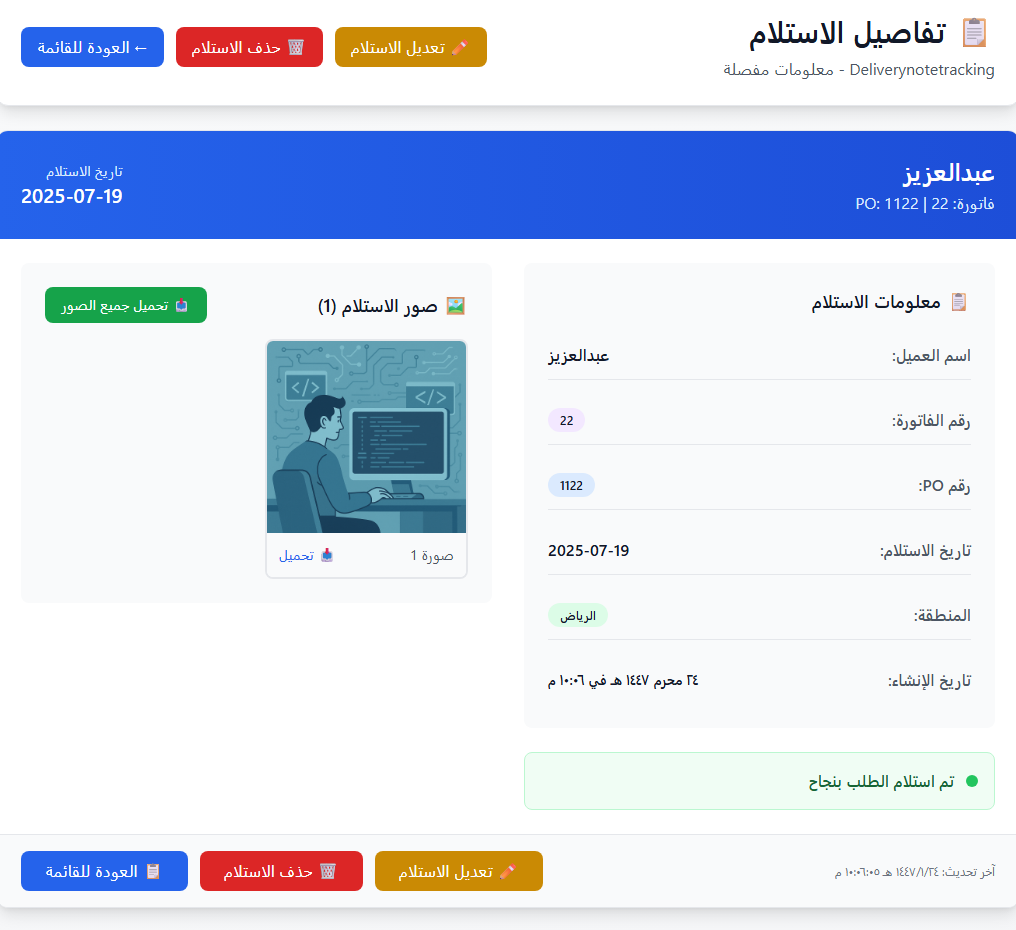 تفاصيل الاستلام
Deliverynotetracking - معلومات مفصلة
تعديل الاستلام
حذف الاستلام
← العودة للقائمة
عبدالعزيز
فاتورة: 22 | PO: 1122
تاريخ الاستلام
2025-07-19
معلومات الاستلام
اسم العميل: عبدالعزيز
رقم الفاتورة: 22
رقم PO: 1122
تاريخ الاستلام: 2025-07-19
المنطقة: الرياض
تاريخ الإنشاء: ٢٤ محرم ١٤٤٧ هـ في ١٠:٠٦ م
تم استلام الطلب بنجاح
صور الاستلام (1)
تحميل جميع الصور
</>
</>
صورة 1
تحميل
آخر تحديث: ١٤٤٧/١/٢٤ هـ ١٠:٠٦:٠٥ م
تعديل الاستلام
حذف الاستلام
العودة للقائمة